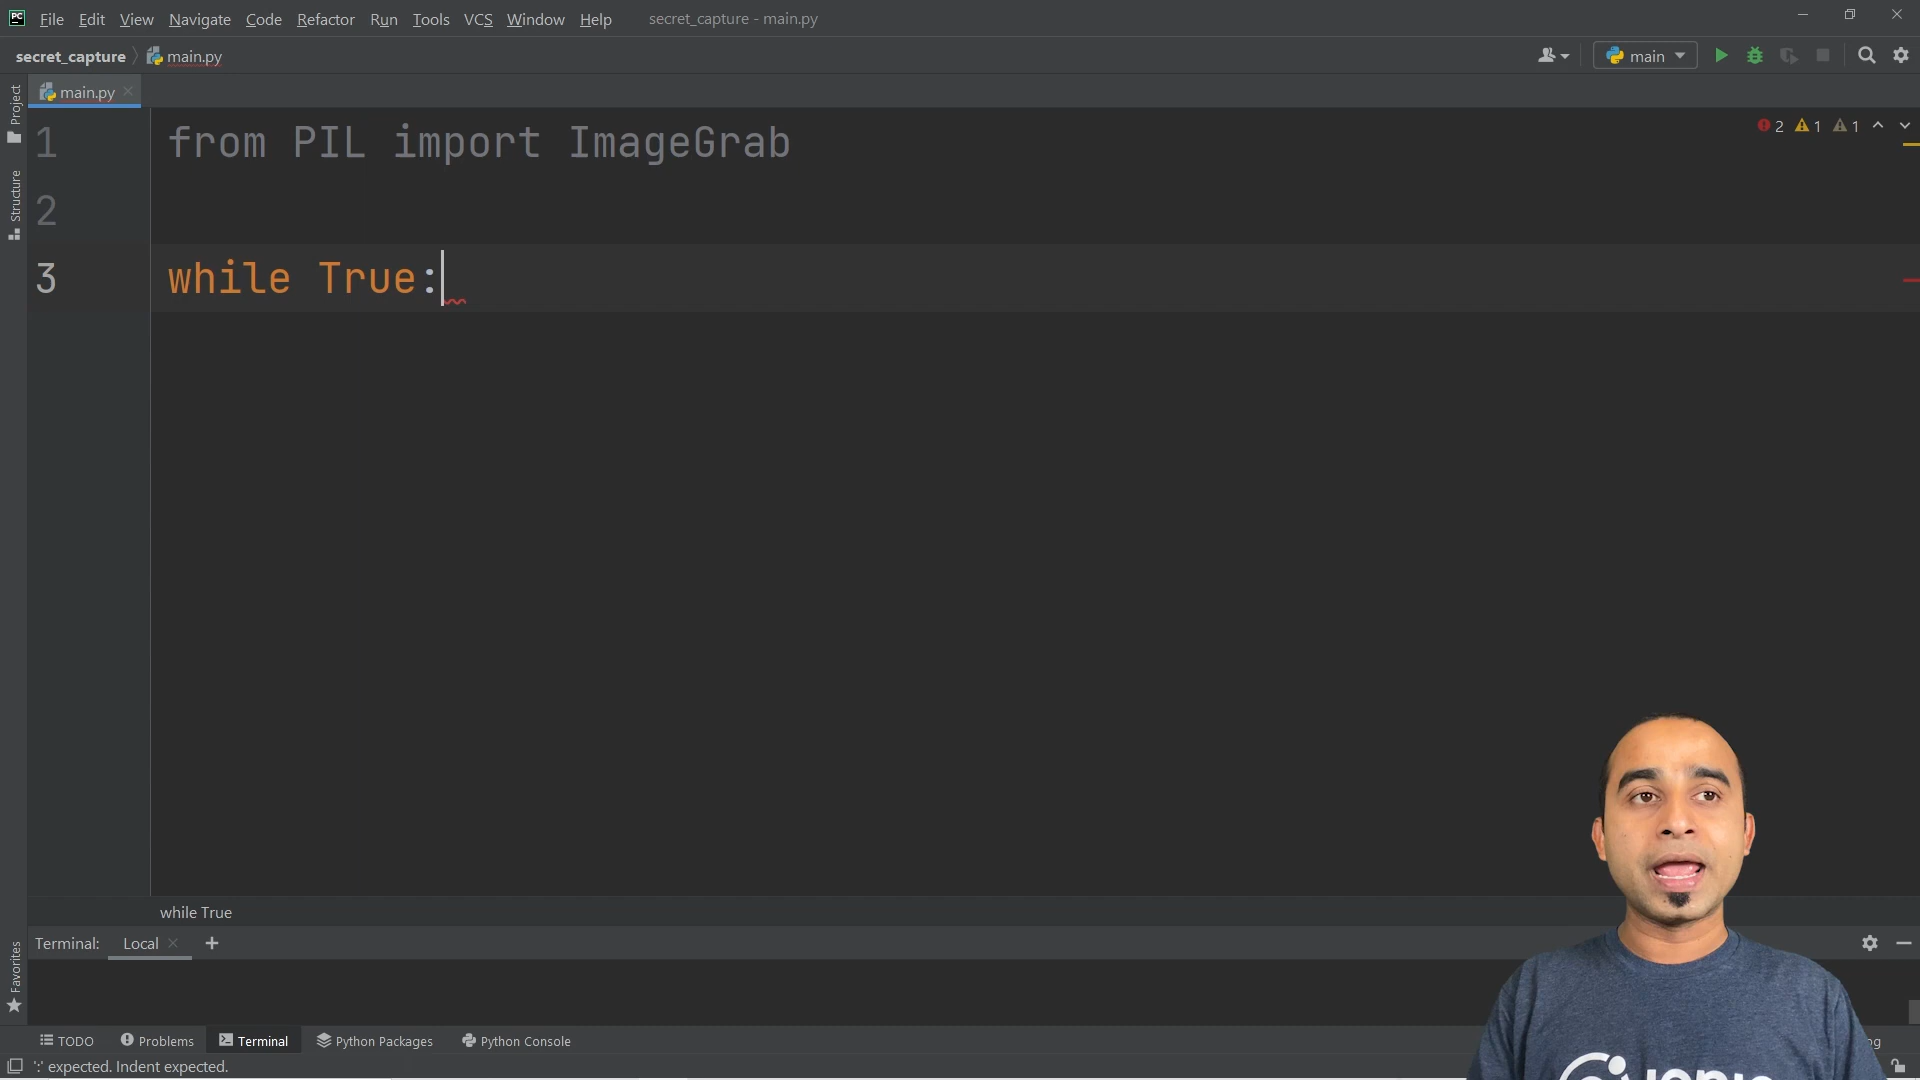 PC File Edit View Navigate Code Refactor Run Tools VCS Window Help secret_capture - main.py
secret_capture main.py main
main.py
Project
Structure
Favorites
2 1 1
1 from PIL import ImageGrab
2
3 while True:
while True
Terminal: Local
TODO Problems Terminal Python Packages Python Console
':' expected. Indent expected.